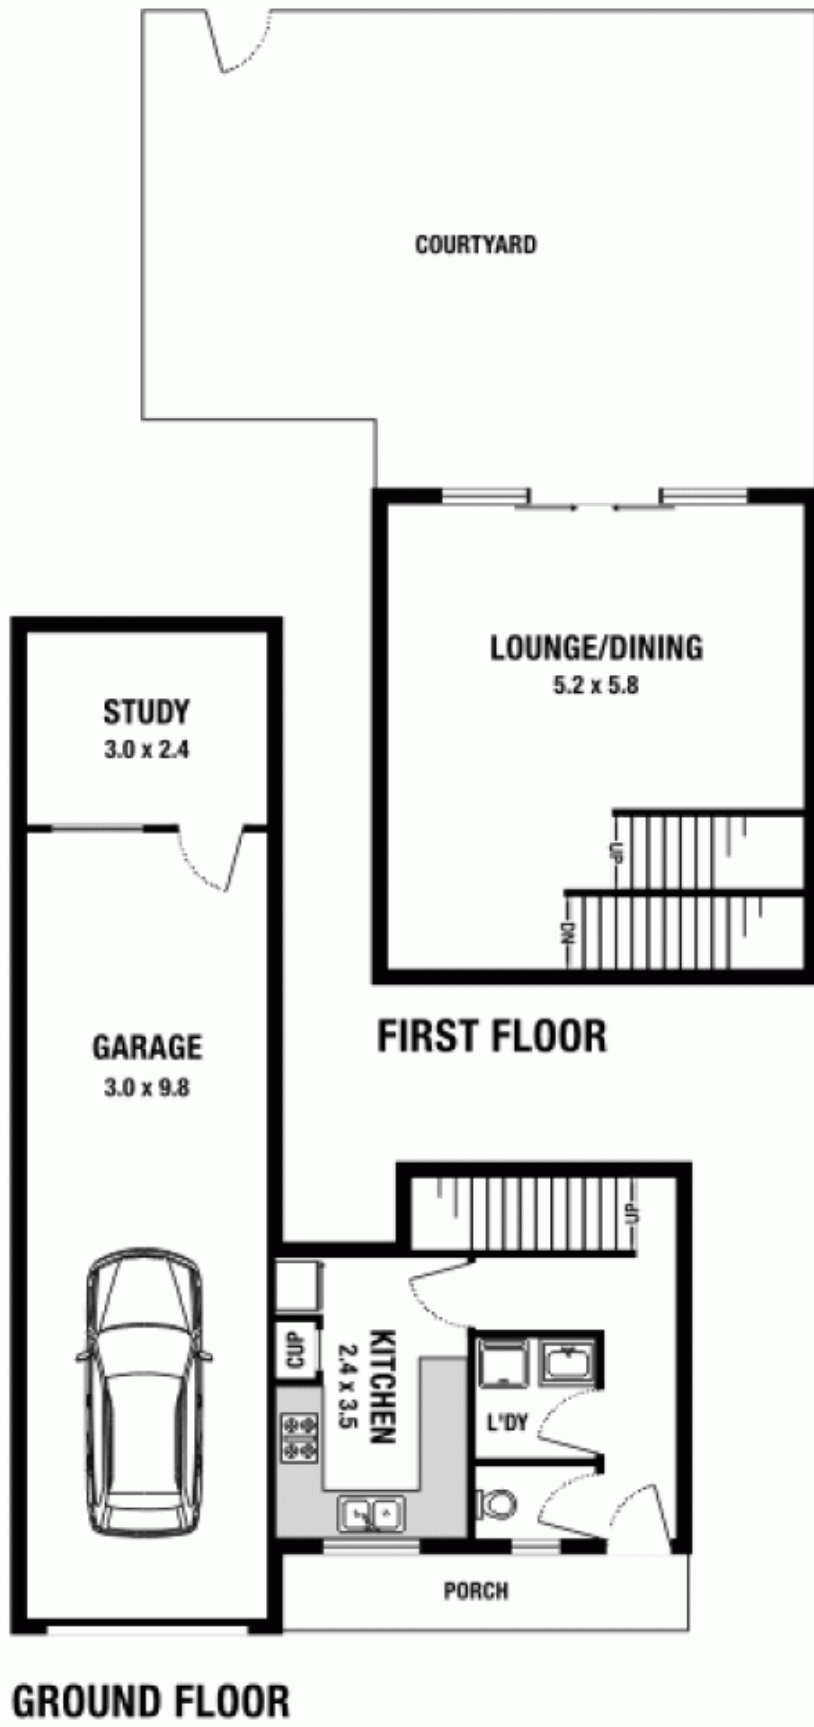 COURTYARD
LOUNGE/DINING
5.2 x 5.8
STUDY
3.0 x 2.4
UP
DN
FIRST FLOOR
GARAGE
3.0 x 9.8
UP
KITCHEN
2.4 x 3.5
CUP
L'DY
PORCH
GROUND FLOOR